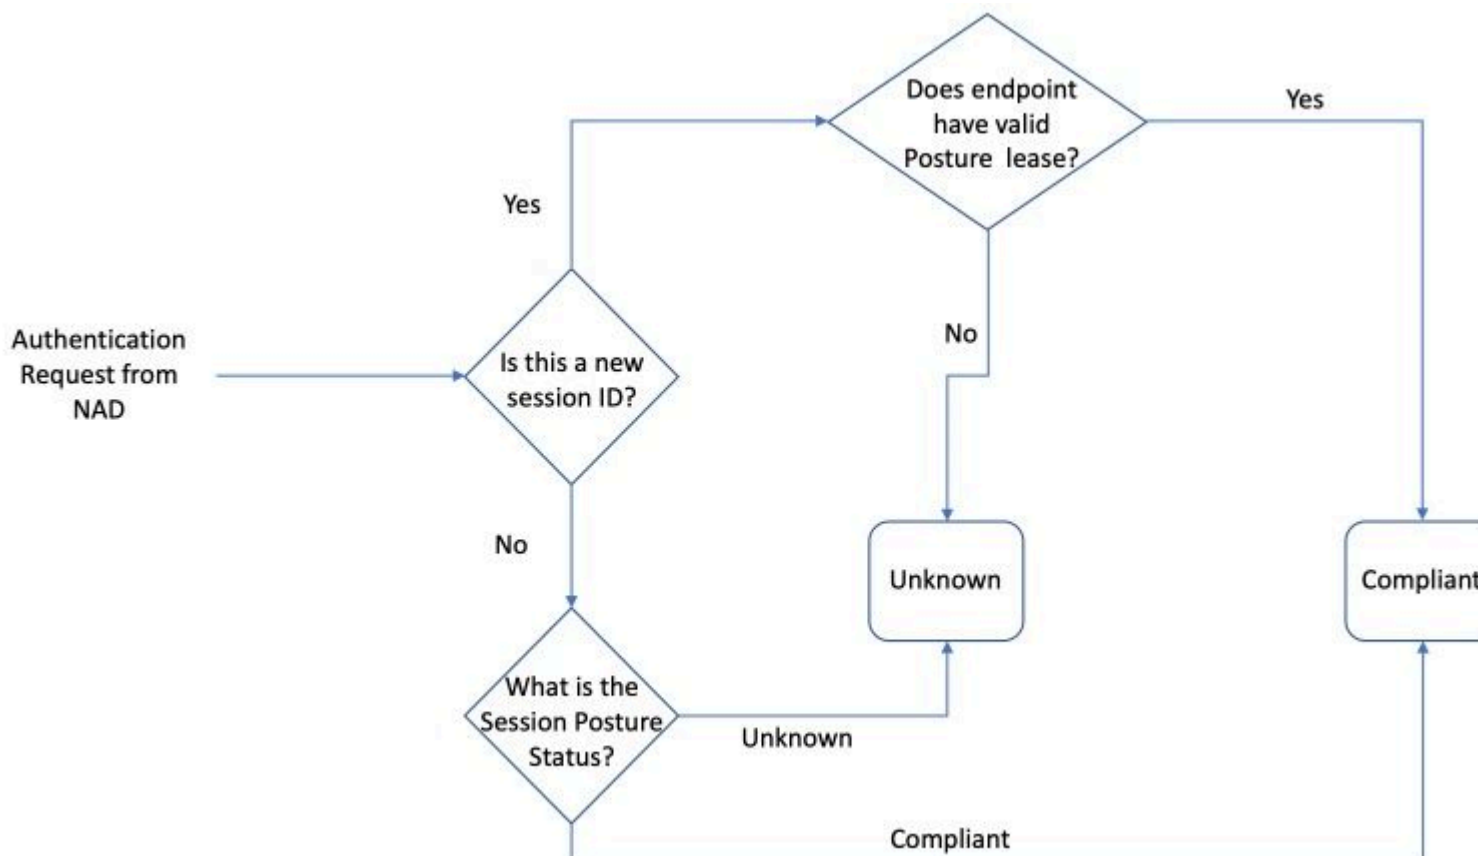 Does endpoint
have valid
Posture lease?
Yes
Yes
No
Authentication
Request from
NAD
Is this a new
session ID?
No
Unknown
Compliant
What is the
Session Posture
Status?
Unknown
Compliant